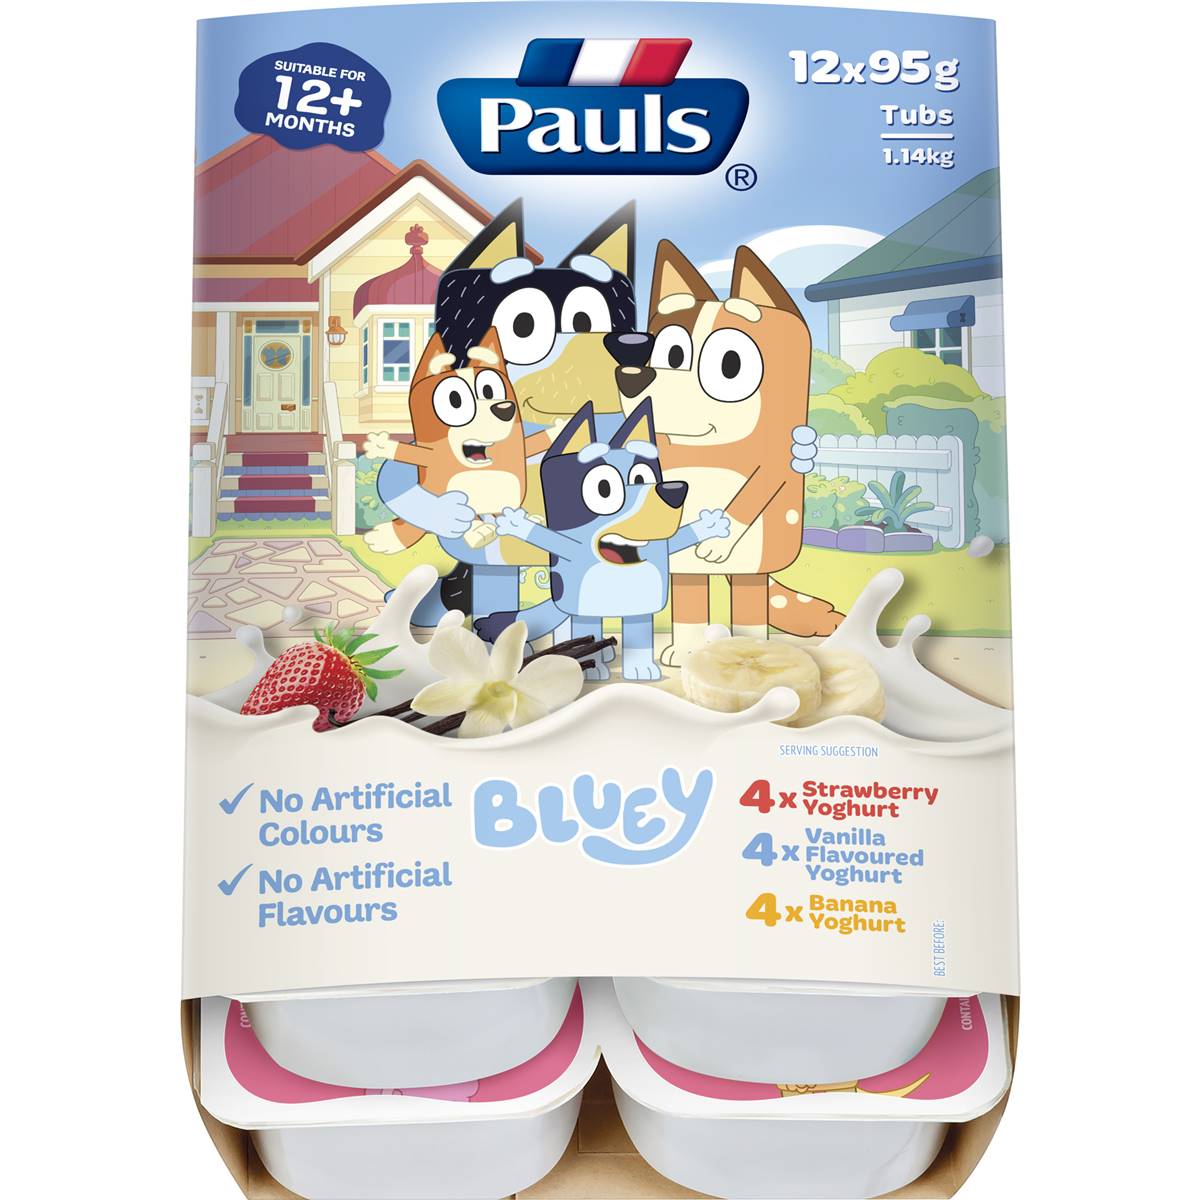 SUITABLE FOR
12+
MONTHS
Pauls
®
12x95g
Tubs
1.14kg
SERVING SUGGESTION
✓ No Artificial
Colours
✓ No Artificial
Flavours
BLUEY
4x Strawberry
Yoghurt
4x Vanilla
Flavoured
Yoghurt
4x Banana
Yoghurt
BEST BEFORE: